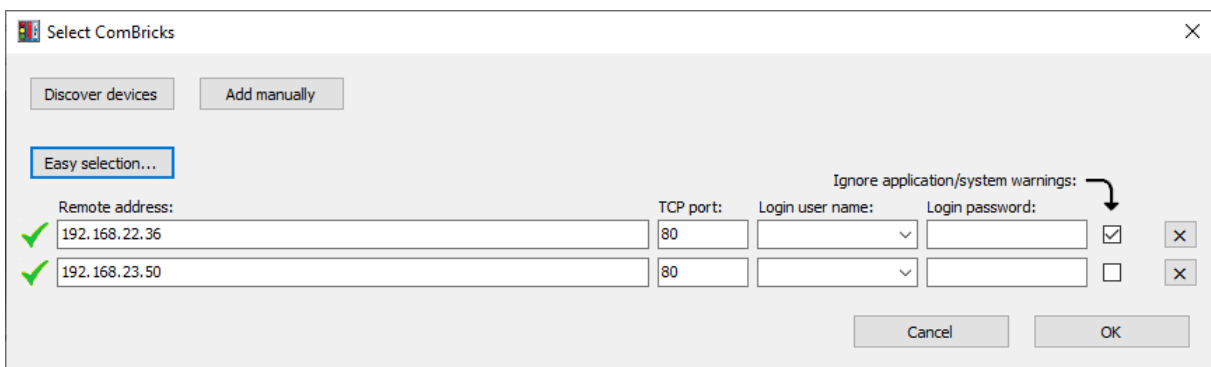 Select ComBricks
Discover devices Add manually
Easy selection...
Ignore application/system warnings:
Remote address: TCP port: Login user name: Login password:
192.168.22.36 80
192.168.23.50 80
Cancel OK